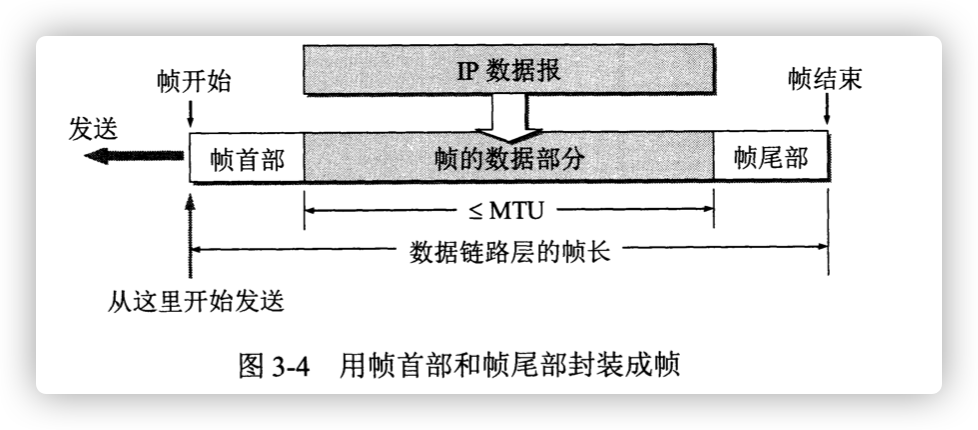 IP 数据报
帧开始
帧结束
发送
帧首部
帧的数据部分
帧尾部
≤ MTU
数据链路层的帧长
从这里开始发送
图 3-4 用帧首部和帧尾部封装成帧